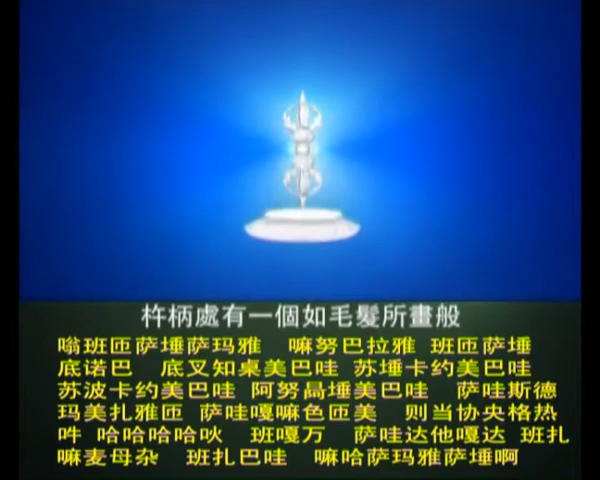 杵柄處有一個如毛髮所畫般
嗡班匝萨埵萨玛雅 嘛努巴拉雅 班匝萨埵
底诺巴 底叉知桌美巴哇 苏埵卡约美巴哇
苏波卡约美巴哇 阿努晑埵美巴哇 萨哇斯德
玛美扎雅匝 萨哇嘎嘛色匝美 则当协央格热
吽 哈哈哈哈伙 班嘎万 萨哇达他嘎达 班扎
嘛麦母杂 班扎巴哇 嘛哈萨玛雅萨埵啊